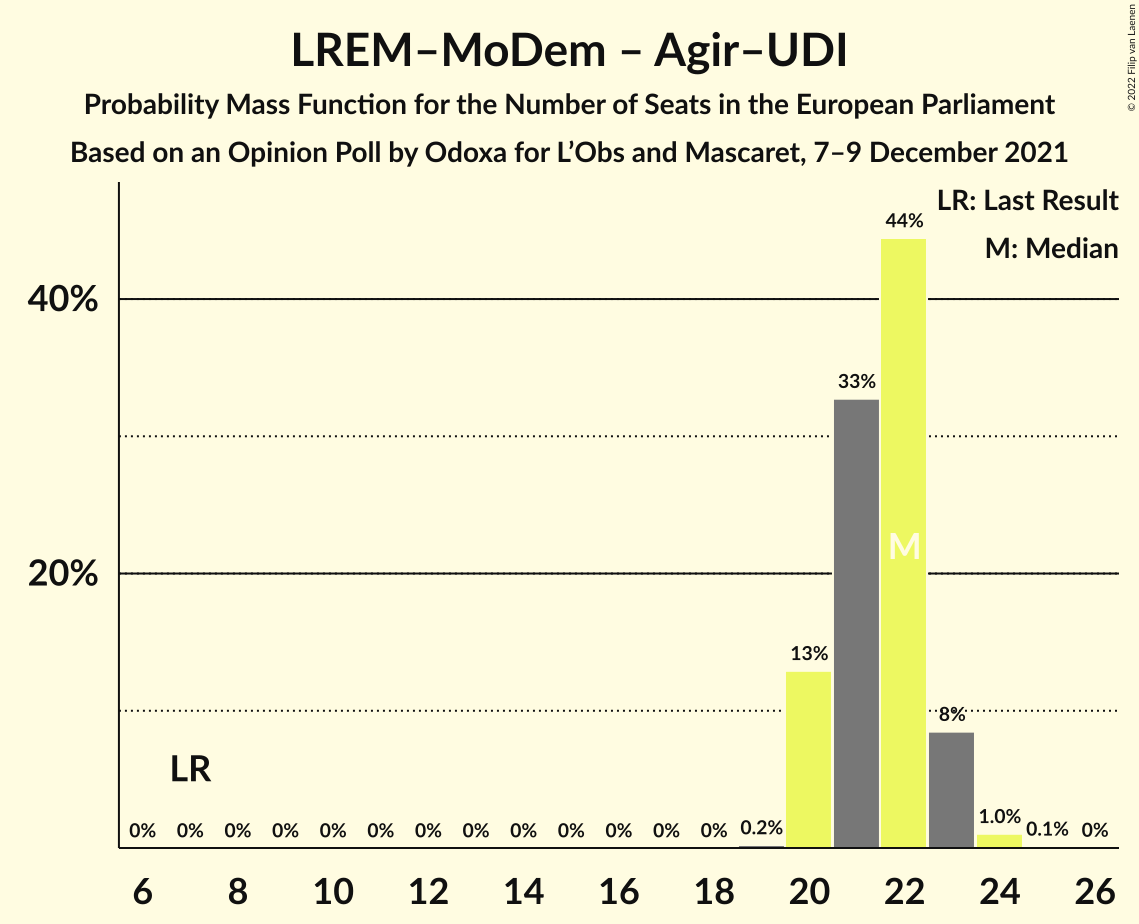 LREM–MoDem – Agir–UDI
Probability Mass Function for the Number of Seats in the European Parliament
Based on an Opinion Poll by Odoxa for L’Obs and Mascaret, 7–9 December 2021
© 2022 Filip van Laenen
LR: Last Result
M: Median
44%
40%
33%
M
20%
13%
8%
LR
0% 0% 0% 0% 0% 0% 0% 0% 0% 0% 0% 0% 0% 0.2% 1.0% 0.1% 0%
6 8 10 12 14 16 18 20 22 24 26